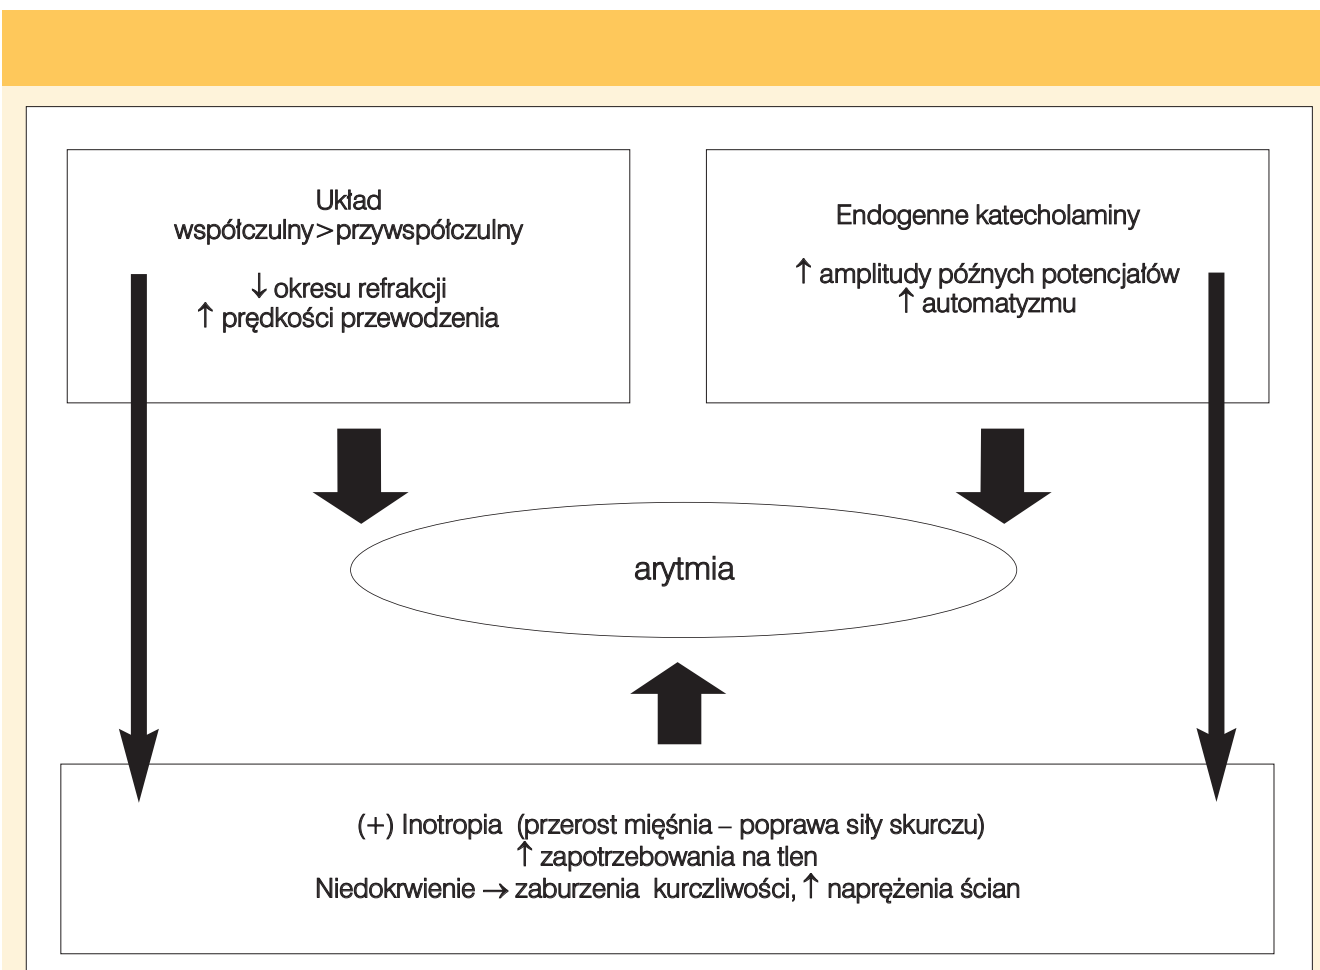 Układ
współczulny>przywspółczulny
↓ okresu refrakcji
↑ prędkości przewodzenia
Endogenne katecholaminy
↑ amplitudy późnych potencjałów
↑ automatyzmu
arytmia
(+) Inotropia (przerost mięśnia – poprawa siły skurczu)
↑ zapotrzebowania na tlen
Niedokrwienie → zaburzenia kurczliwości, ↑ naprężenia ścian